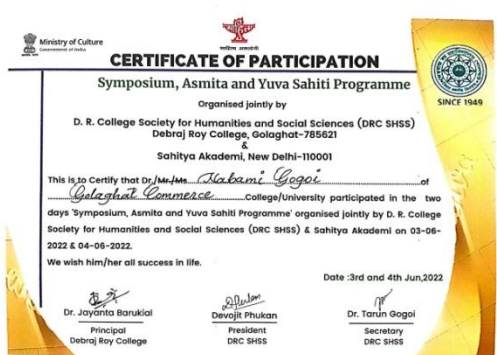 Ministry of Culture
Government of India
साहित्य अकादेमी
CERTIFICATE OF PARTICIPATION
Symposium, Asmita and Yuva Sahiti Programme
SINCE 1949
Organised jointly by
D. R. College Society for Humanities and Social Sciences (DRC SHSS)
Debraj Roy College, Golaghat-785621
&
Sahitya Akademi, New Delhi-110001
This is to Certify that Dr./Mr./Ms. Nabami Gogoi of
Golaghat Commerce College/University participated in the two
days 'Symposium, Asmita and Yuva Sahiti Programme' organised jointly by D. R. College
Society for Humanities and Social Sciences (DRC SHSS) & Sahitya Akademi on 03-06-
2022 & 04-06-2022.
We wish him/her all success in life.
Date :3rd and 4th Jun,2022
Dr. Jayanta Barukial
Principal
Debraj Roy College
Devojit Phukan
President
DRC SHSS
Dr. Tarun Gogoi
Secretary
DRC SHSS